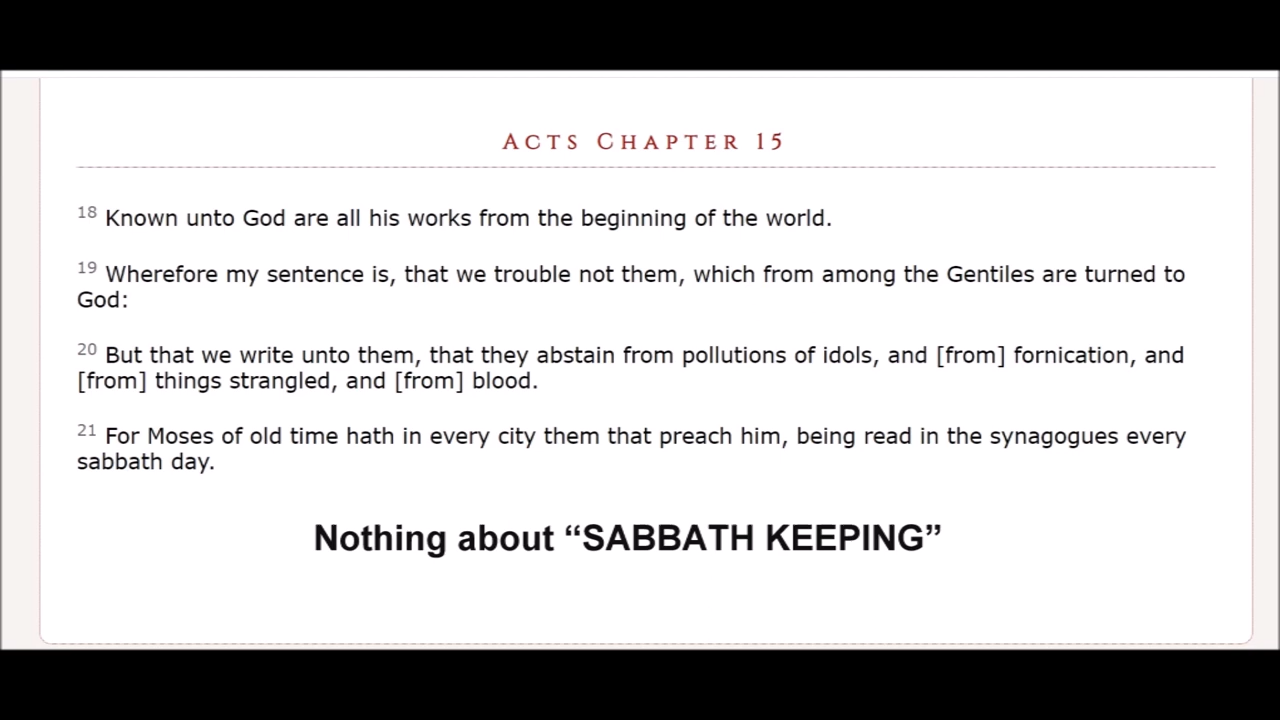 Acts Chapter 15
18 Known unto God are all his works from the beginning of the world.
19 Wherefore my sentence is, that we trouble not them, which from among the Gentiles are turned to
God:
20 But that we write unto them, that they abstain from pollutions of idols, and [from] fornication, and
[from] things strangled, and [from] blood.
21 For Moses of old time hath in every city them that preach him, being read in the synagogues every
sabbath day.
Nothing about “SABBATH KEEPING”